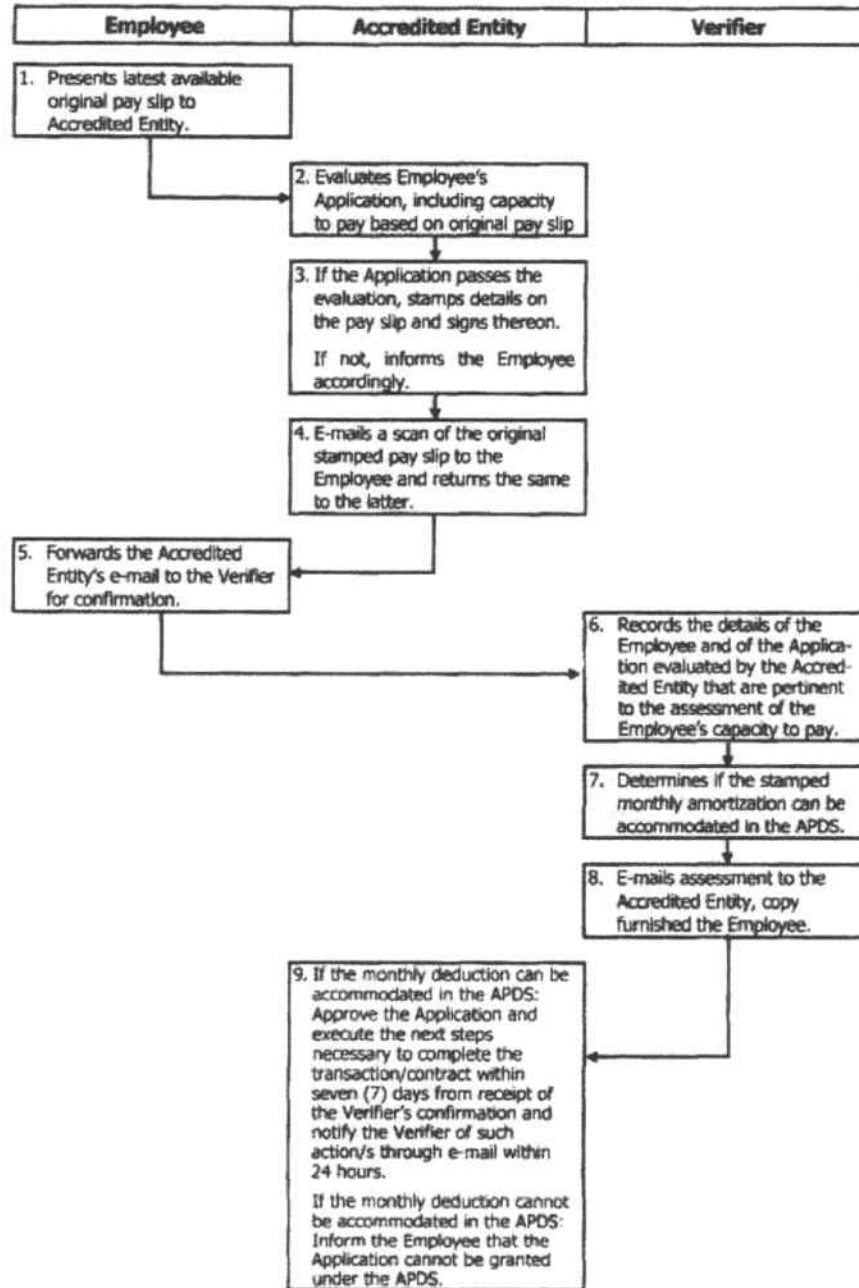 Employee
Accredited Entity
Verifier
1. Presents latest available
original pay slip to
Accredited Entity.
2. Evaluates Employee's
Application, including capacity
to pay based on original pay slip
3. If the Application passes the
evaluation, stamps details on
the pay slip and signs thereon.
If not, informs the Employee
accordingly.
4. E-mails a scan of the original
stamped pay slip to the
Employee and returns the same
to the latter.
5. Forwards the Accredited
Entity's e-mail to the Verifier
for confirmation.
6. Records the details of the
Employee and of the Applica-
tion evaluated by the Accred-
ited Entity that are pertinent
to the assessment of the
Employee's capacity to pay.
7. Determines if the stamped
monthly amortization can be
accommodated in the APDS.
8. E-mails assessment to the
Accredited Entity, copy
furnished the Employee.
9. If the monthly deduction can be
accommodated in the APDS:
Approve the Application and
execute the next steps
necessary to complete the
transaction/contract within
seven (7) days from receipt of
the Verifier's confirmation and
notify the Verifier of such
action/s through e-mail within
24 hours.
If the monthly deduction cannot
be accommodated in the APDS:
Inform the Employee that the
Application cannot be granted
under the APDS.